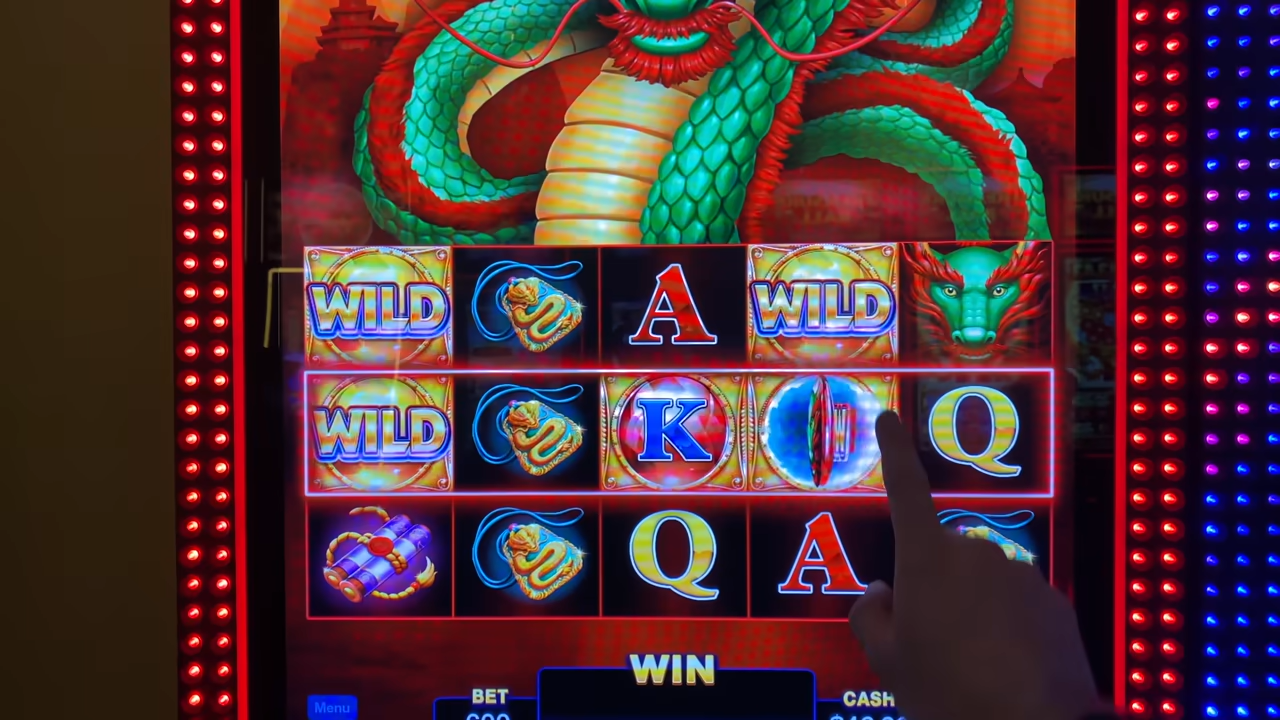 WILD A WILD
WILD K Q
Q A
WIN
BET
CASH
Menu